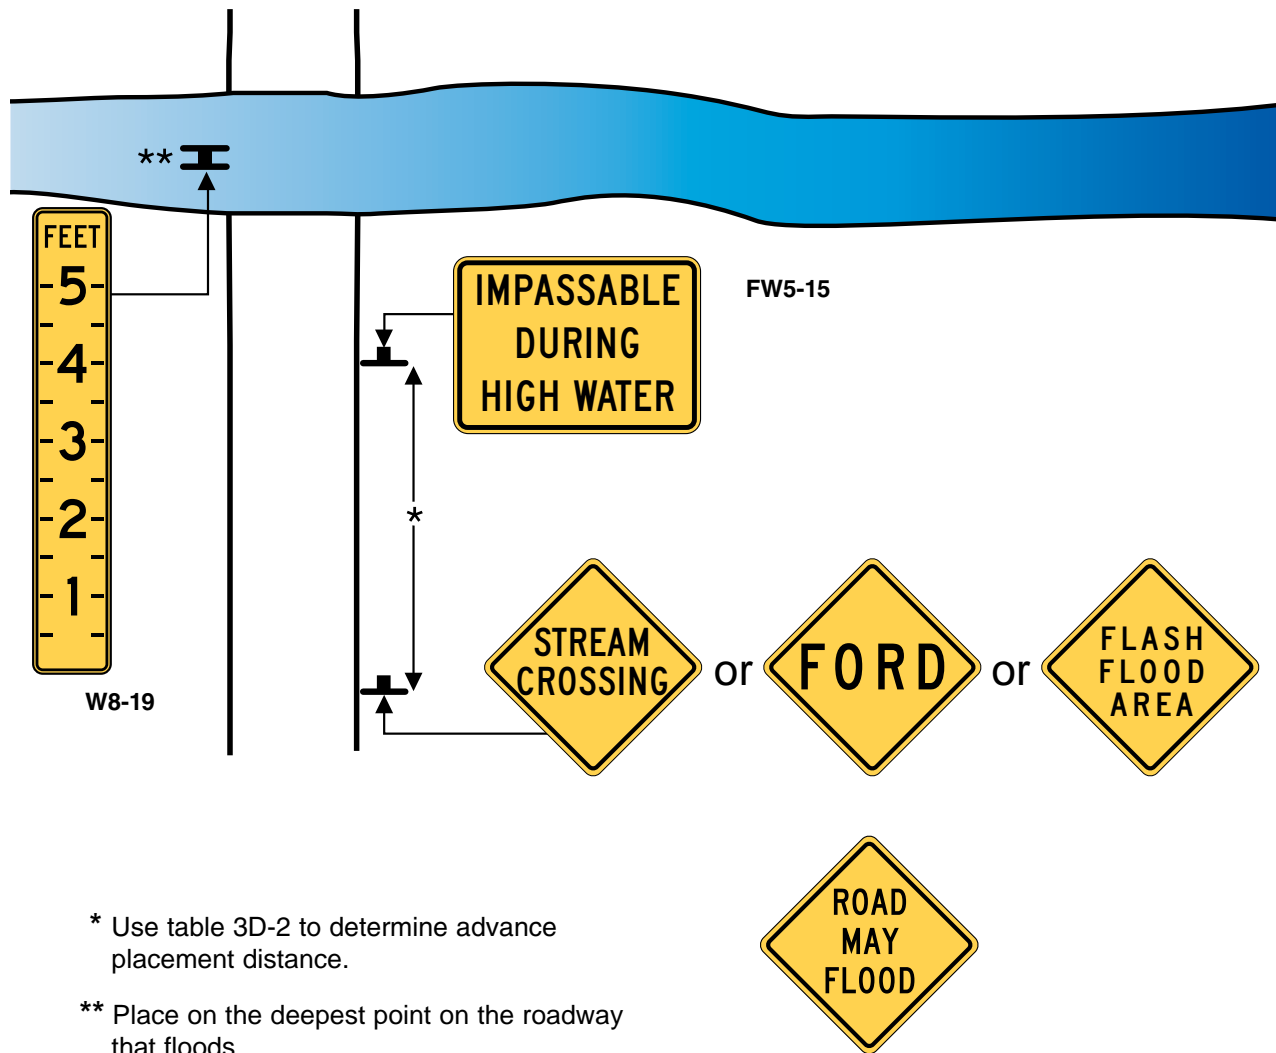 **
FEET
5
4
3
2
1
W8-19
IMPASSABLE
DURING
HIGH WATER
FW5-15
*
STREAM
CROSSING
or
FORD
or
FLASH
FLOOD
AREA
ROAD
MAY
FLOOD
* Use table 3D-2 to determine advance
placement distance.
** Place on the deepest point on the roadway
that floods